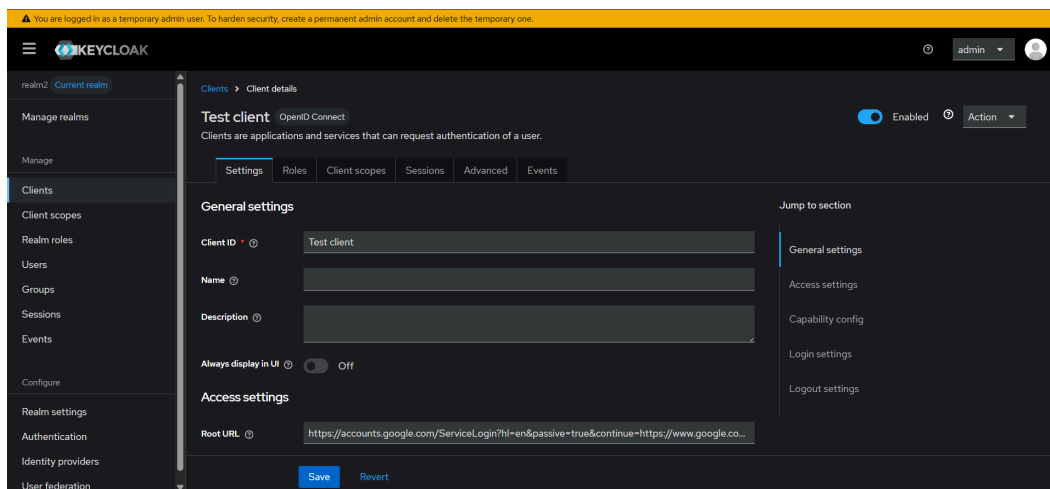 You are logged in as a temporary admin user. To harden security, create a permanent admin account and delete the temporary one.
KEYCLOAK
admin
realm2 Current realm
Manage realms
Manage
Clients
Client scopes
Realm roles
Users
Groups
Sessions
Events
Configure
Realm settings
Authentication
Identity providers
User federation
Clients > Client details
Test client OpenID Connect
Enabled
Action
Clients are applications and services that can request authentication of a user.
Settings Roles Client scopes Sessions Advanced Events
General settings
Client ID * Test client
Name
Description
Always display in UI Off
Access settings
Root URL https://accounts.google.com/ServiceLogin?hl=en&passive=true&continue=https://www.google.co...
Save Revert
Jump to section
General settings
Access settings
Capability config
Login settings
Logout settings